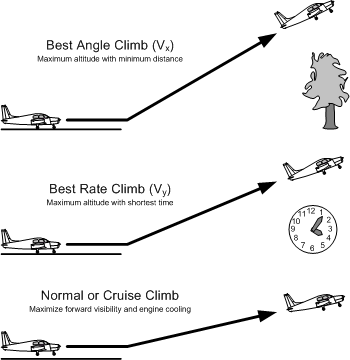 Best Angle Climb (Vx)
Maximum altitude with minimum distance
Best Rate Climb (Vy)
Maximum altitude with shortest time
12
11 1
10 2
9 3
8 4
7 6 5
Normal or Cruise Climb
Maximize forward visibility and engine cooling